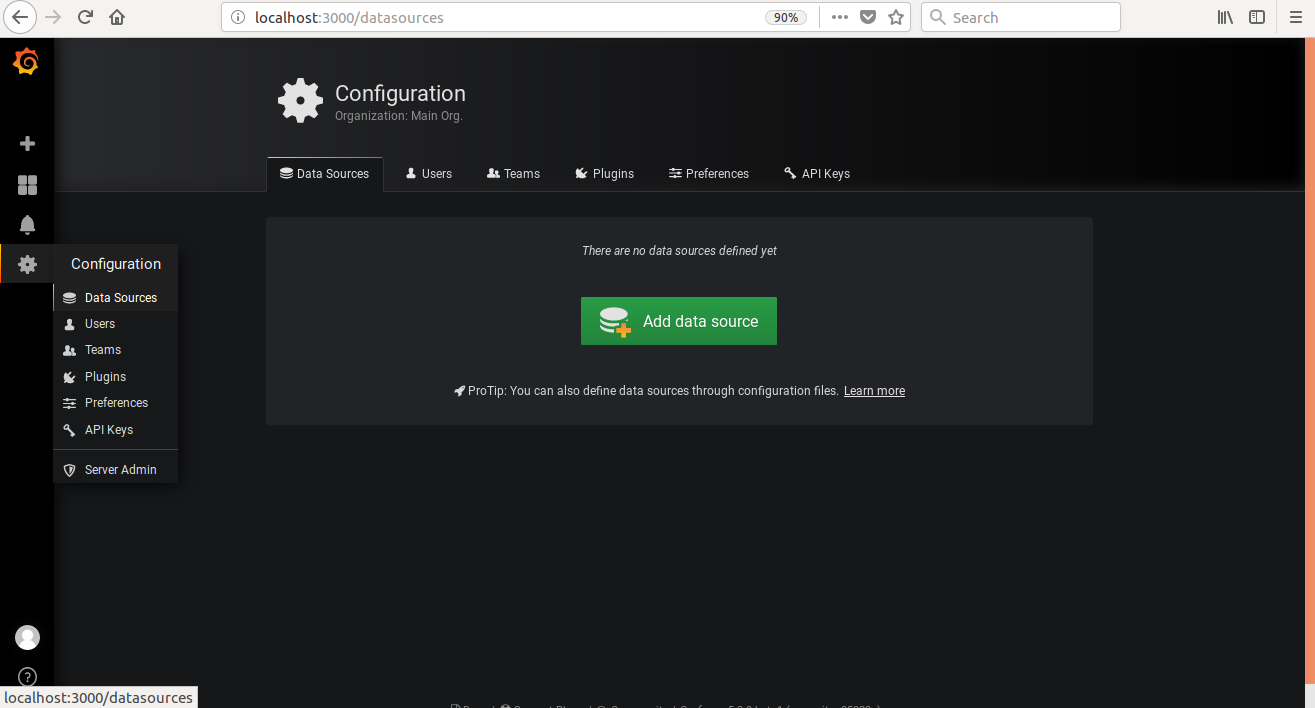 localhost:3000/datasources
90%
Search
Configuration
Organization: Main Org.
Data Sources
Users
Teams
Plugins
Preferences
API Keys
Configuration
Data Sources
Users
Teams
Plugins
Preferences
API Keys
Server Admin
There are no data sources defined yet
Add data source
ProTip: You can also define data sources through configuration files. Learn more
localhost:3000/datasources